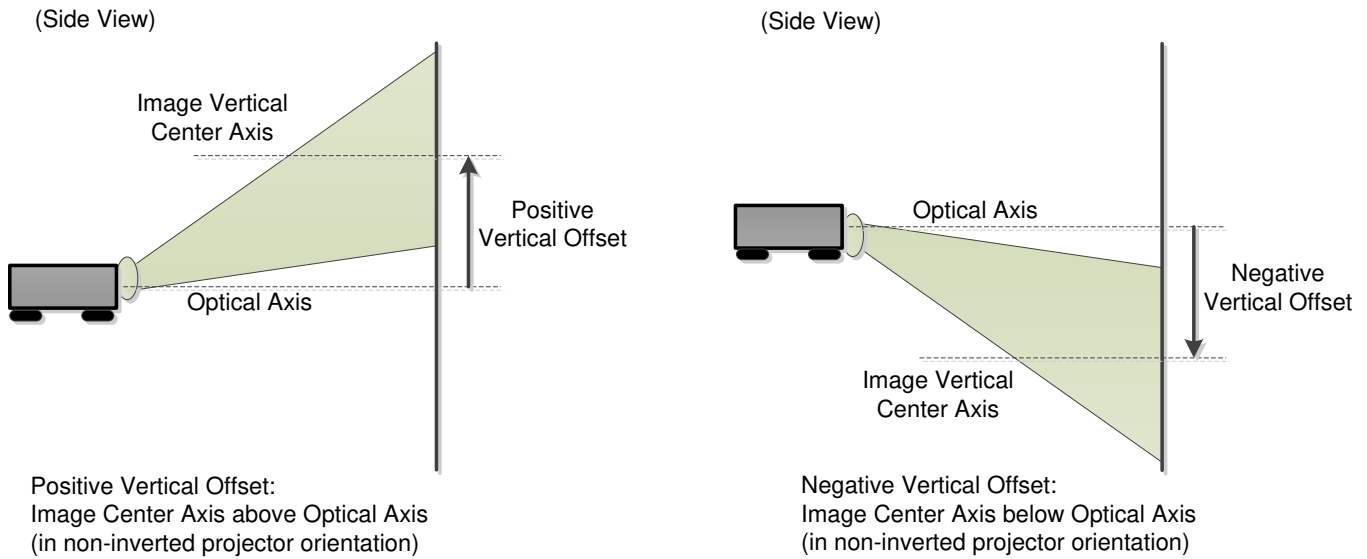 (Side View)
Image Vertical
Center Axis
Positive
Vertical Offset
Optical Axis
Positive Vertical Offset:
Image Center Axis above Optical Axis
(in non-inverted projector orientation)
(Side View)
Optical Axis
Negative
Vertical Offset
Image Vertical
Center Axis
Negative Vertical Offset:
Image Center Axis below Optical Axis
(in non-inverted projector orientation)